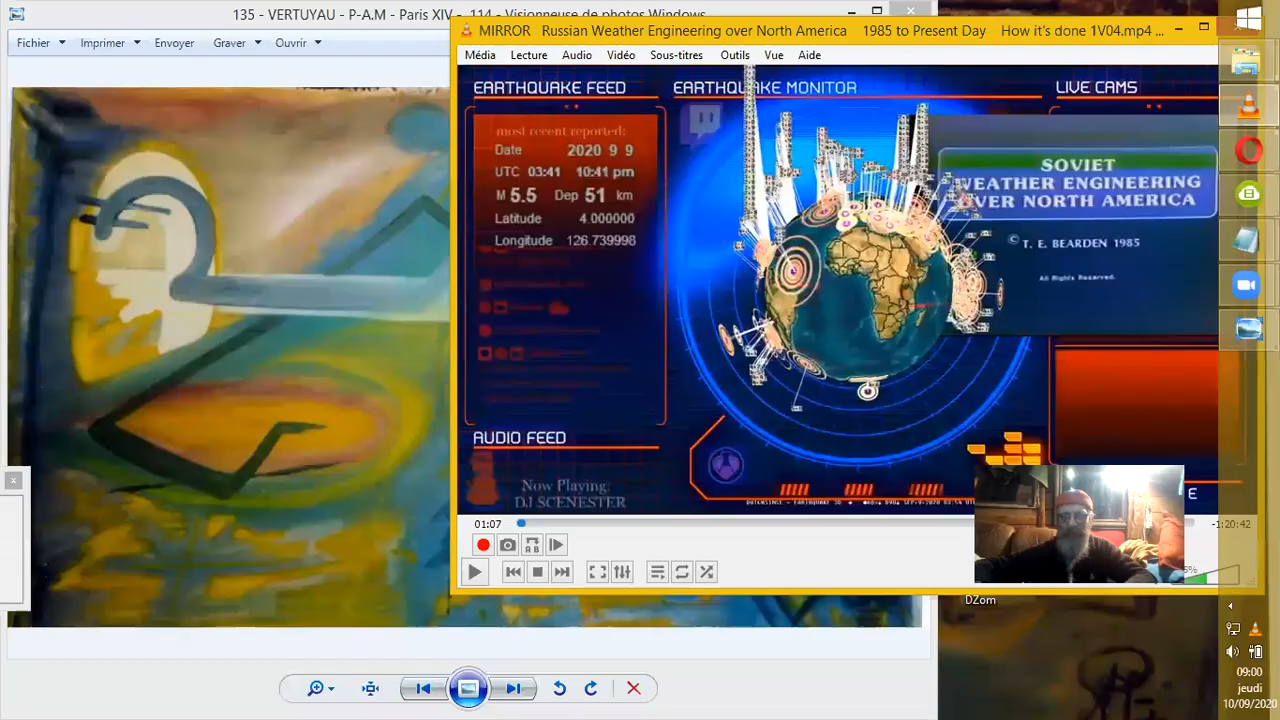 135 - VERTUYAU - P-A-M - Paris XIV - 114 - Visionneuse de photos Windows
Fichier Imprimer Envoyer Graver Ouvrir
MIRROR Russian Weather Engineering over North America 1985 to Present Day How it's done 1V04.mp4 ...
Média Lecture Audio Vidéo Sous-titres Outils Vue Aide
EARTHQUAKE FEED
EARTHQUAKE MONITOR
LIVE CAMS
most recent reported:
Date 2020 9 9
UTC 03:41 10:41 pm
M 5.5 Dep 51 km
Latitude 4.000000
Longitude 126.739998
SOVIET
WEATHER ENGINEERING
OVER NORTH AMERICA
© T. E. BEARDEN 1985
All Rights Reserved.
AUDIO FEED
Now Playing:
DJ SCENESTER
E
01:07
-1:20:42
DZom
09:00
jeudi
10/09/2020